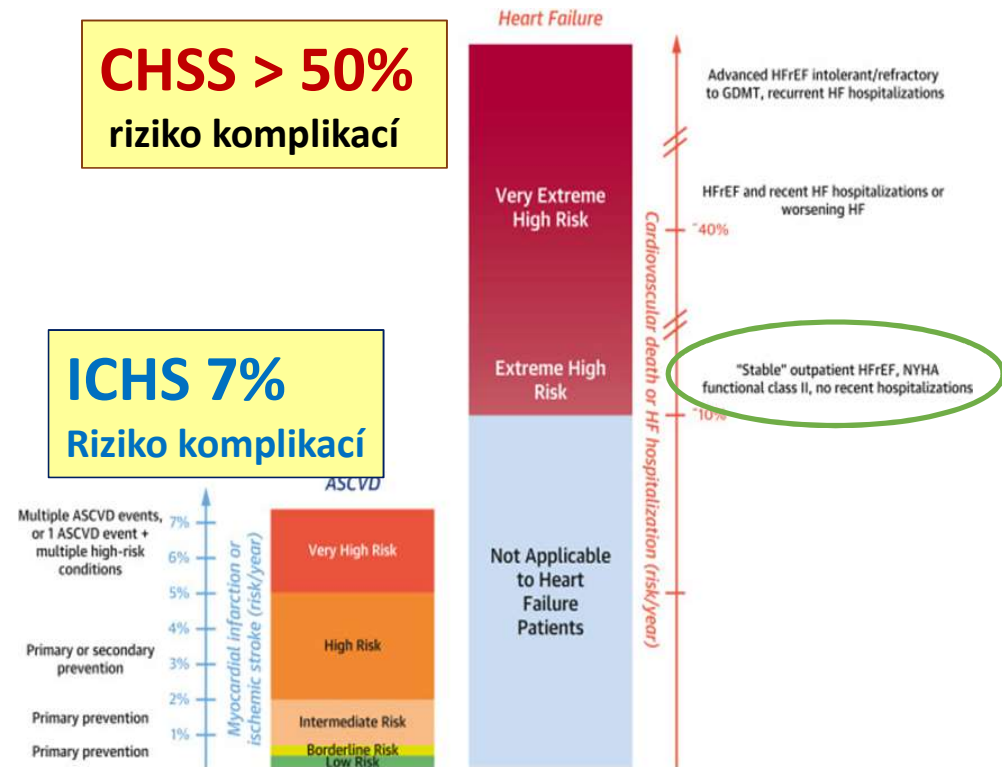 CHSS > 50%
riziko komplikací
ICHS 7%
Riziko komplikací
ASCVD
Multiple ASCVD events,
or 1 ASCVD event +
multiple high-risk
conditions
Primary or secondary
prevention
Primary prevention
Primary prevention
7%
6%
5%
4%
3%
2%
1%
Myocardial infarction or
ischemic stroke (risk/year)
Very High Risk
High Risk
Intermediate Risk
Borderline Risk
Low Risk
Heart Failure
Very Extreme
High Risk
Extreme High
Risk
Not Applicable
to Heart
Failure
Patients
Cardiovascular death or HF hospitalization (risk/year)
~40%
~10%
Advanced HFrEF intolerant/refractory
to GDMT, recurrent HF hospitalizations
HFrEF and recent HF hospitalizations or
worsening HF
"Stable" outpatient HFrEF, NYHA
functional class II, no recent hospitalizations